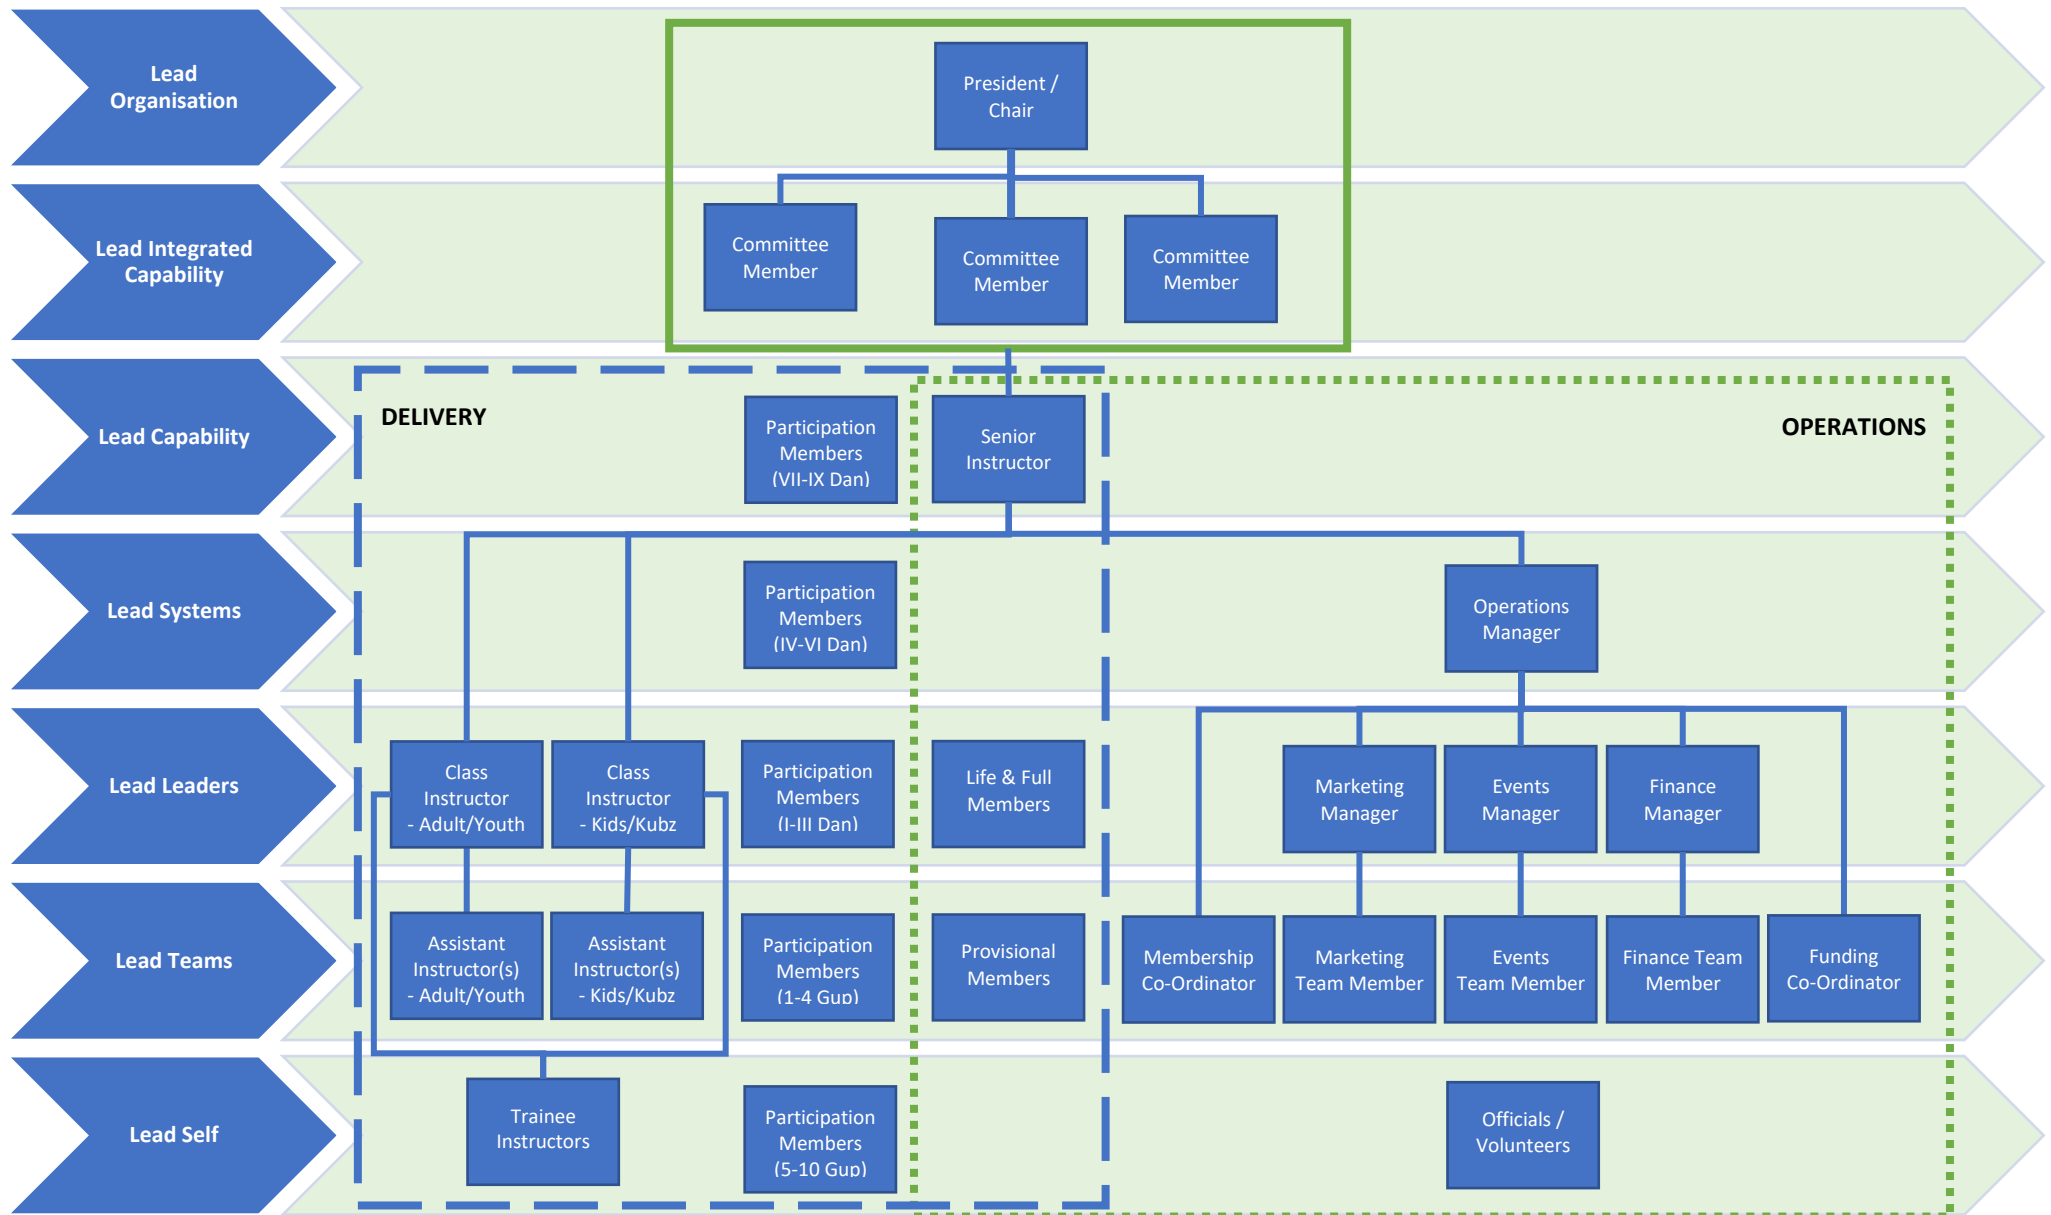 Lead
Organisation
President /
Chair
Lead Integrated
Capability
Committee
Member
Committee
Member
Committee
Member
Lead Capability
DELIVERY
Participation
Members
(VII-IX Dan)
Senior
Instructor
OPERATIONS
Lead Systems
Participation
Members
(IV-VI Dan)
Operations
Manager
Lead Leaders
Class
Instructor
- Adult/Youth
Class
Instructor
- Kids/Kubz
Participation
Members
(I-III Dan)
Life & Full
Members
Marketing
Manager
Events
Manager
Finance
Manager
Lead Teams
Assistant
Instructor(s)
- Adult/Youth
Assistant
Instructor(s)
- Kids/Kubz
Participation
Members
(1-4 Gup)
Provisional
Members
Membership
Co-Ordinator
Marketing
Team Member
Events
Team Member
Finance Team
Member
Funding
Co-Ordinator
Lead Self
Trainee
Instructors
Participation
Members
(5-10 Gup)
Officials /
Volunteers